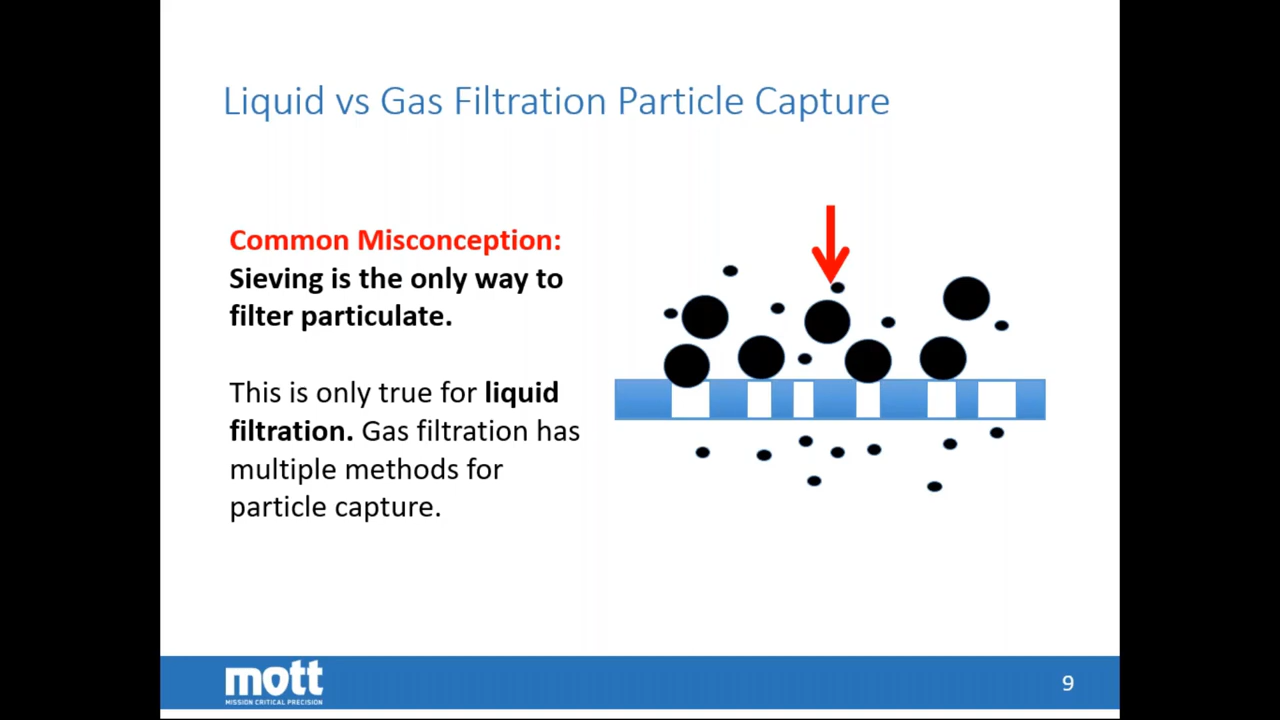 Liquid vs Gas Filtration Particle Capture
Common Misconception:
Sieving is the only way to
filter particulate.
This is only true for liquid
filtration. Gas filtration has
multiple methods for
particle capture.
mott
MISSION CRITICAL PRECISION
9